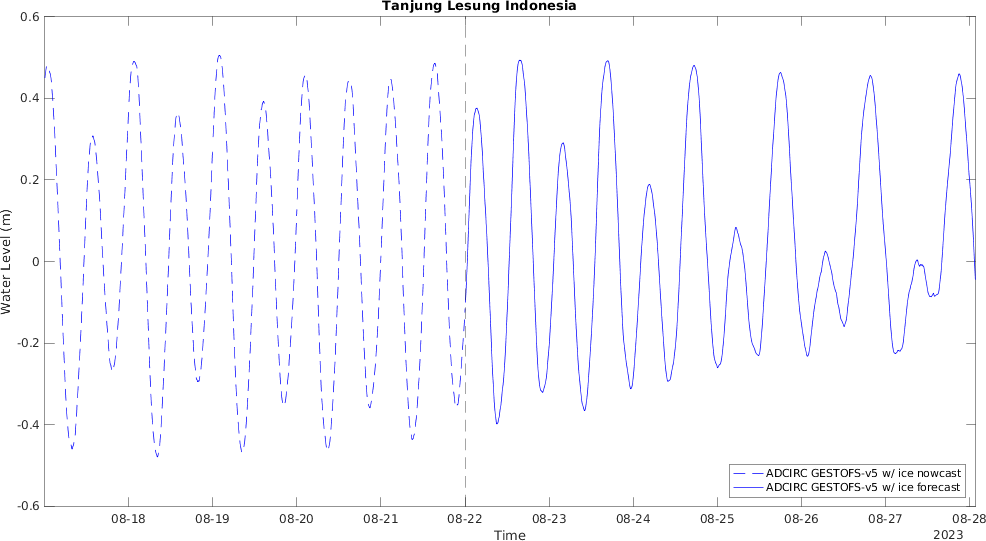 Tanjung Lesung Indonesia
0.6
0.4
0.2
0
-0.2
-0.4
-0.6
Water Level (m)
ADCIRC GESTOFS-v5 w/ ice nowcast
ADCIRC GESTOFS-v5 w/ ice forecast
08-18 08-19 08-20 08-21 08-22 08-23 08-24 08-25 08-26 08-27 08-28
Time
2023